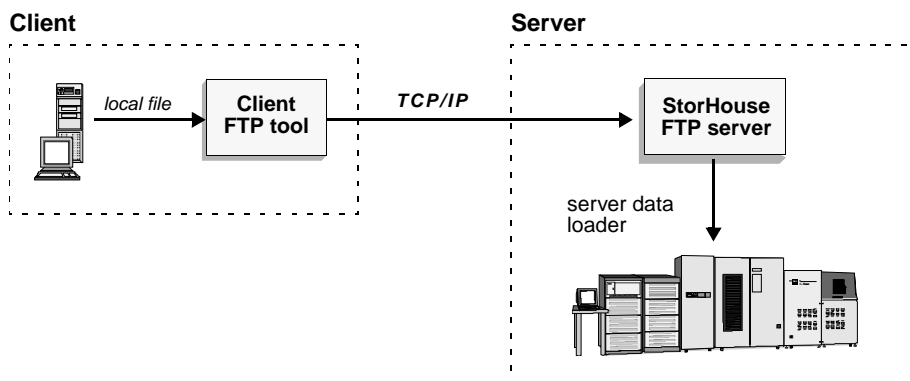 Client
Server
local file
Client
FTP tool
TCP/IP
StorHouse
FTP server
server data
loader